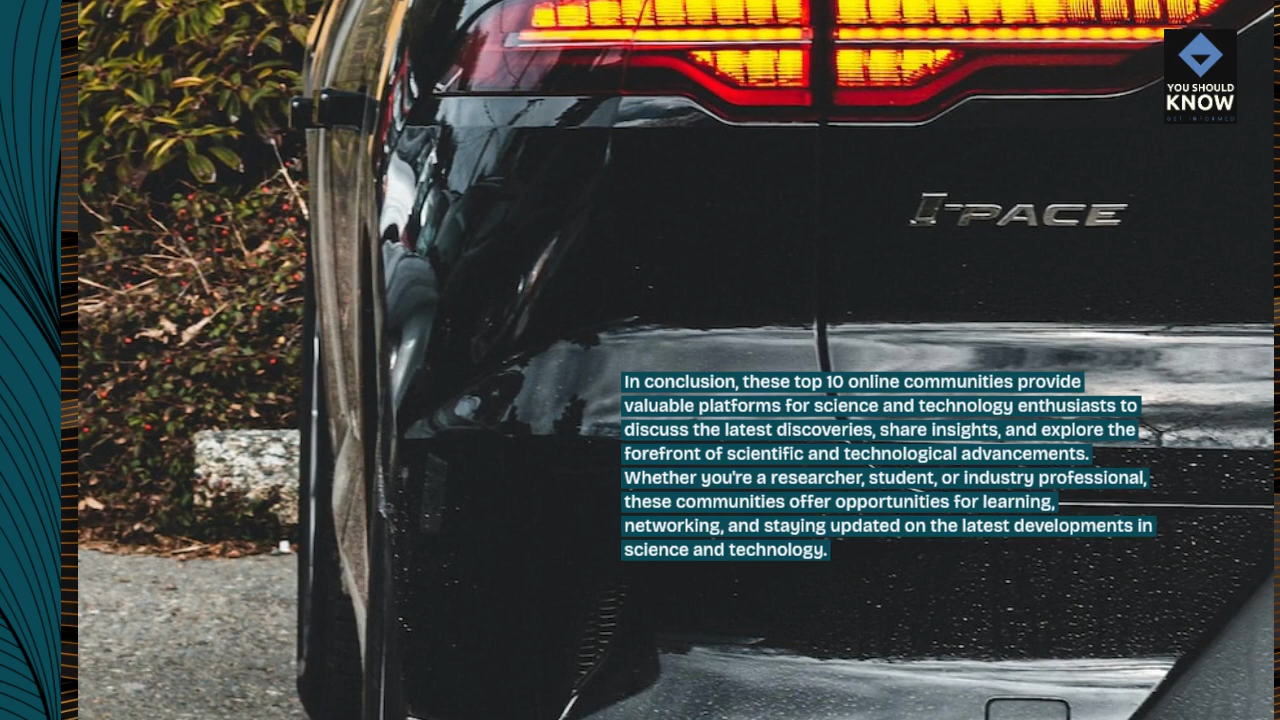 YOU SHOULD
KNOW
GET INFORMED
I-PACE
In conclusion, these top 10 online communities provide
valuable platforms for science and technology enthusiasts to
discuss the latest discoveries, share insights, and explore the
forefront of scientific and technological advancements.
Whether you're a researcher, student, or industry professional,
these communities offer opportunities for learning,
networking, and staying updated on the latest developments in
science and technology.